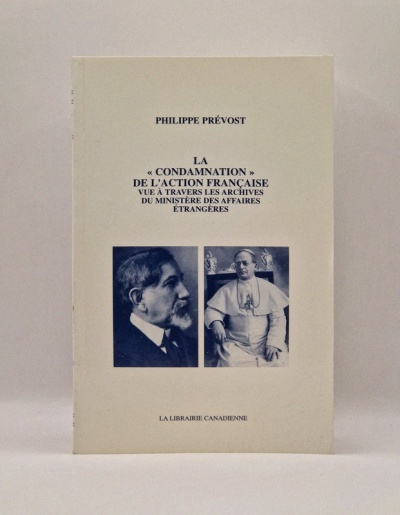 PHILIPPE PRÉVOST
LA
« CONDAMNATION »
DE L'ACTION FRANÇAISE
VUE À TRAVERS LES ARCHIVES
DU MINISTÈRE DES AFFAIRES
ÉTRANGÈRES
LA LIBRAIRIE CANADIENNE